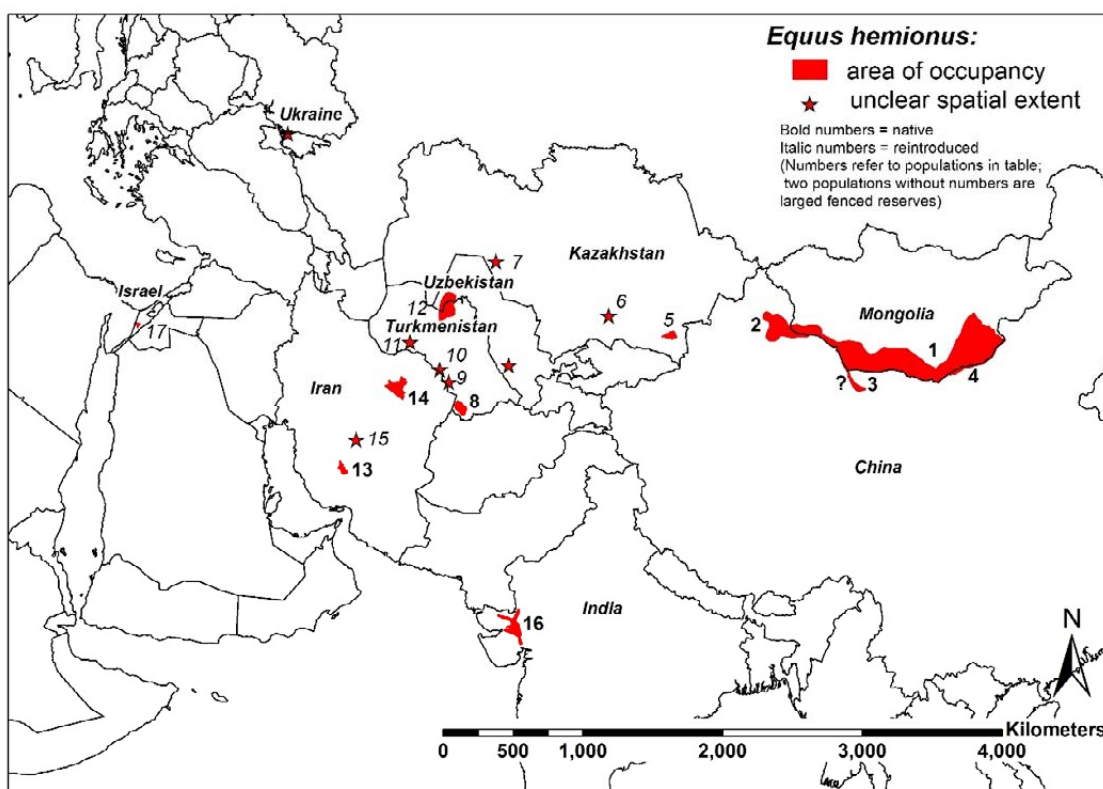 Equus hemionus:
area of occupancy
unclear spatial extent
Bold numbers = native
Italic numbers = reintroduced
(Numbers refer to populations in table;
two populations without numbers are
larged fenced reserves)
Ukraine
Kazakhstan
7
Uzbekistan
Israel
12
6
5
Mongolia
17
Turkmenistan
2
11
1
10
Iran
9
4
14
8
? 3
15
13
China
India
16
N
Kilometers
0 500 1,000 2,000 3,000 4,000